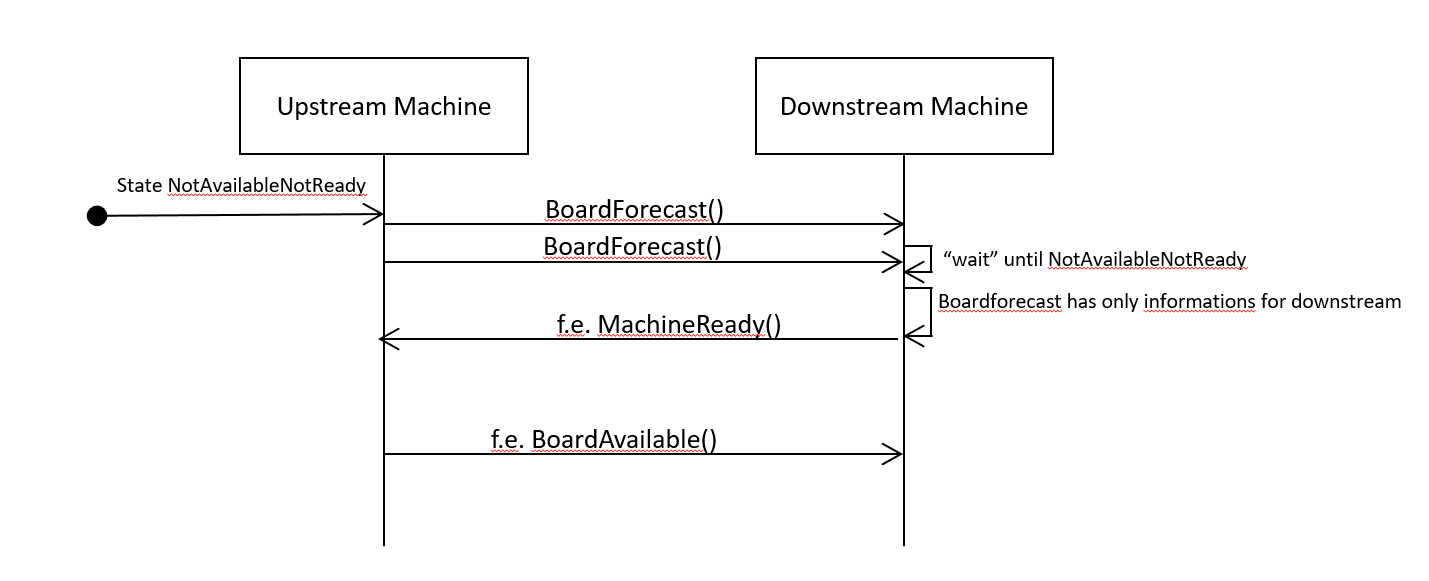 Upstream Machine
Downstream Machine
State NotAvailableNotReady
BoardForecast()
BoardForecast()
“wait” until NotAvailableNotReady
Boardforecast has only informations for downstream
f.e. MachineReady()
f.e. BoardAvailable()